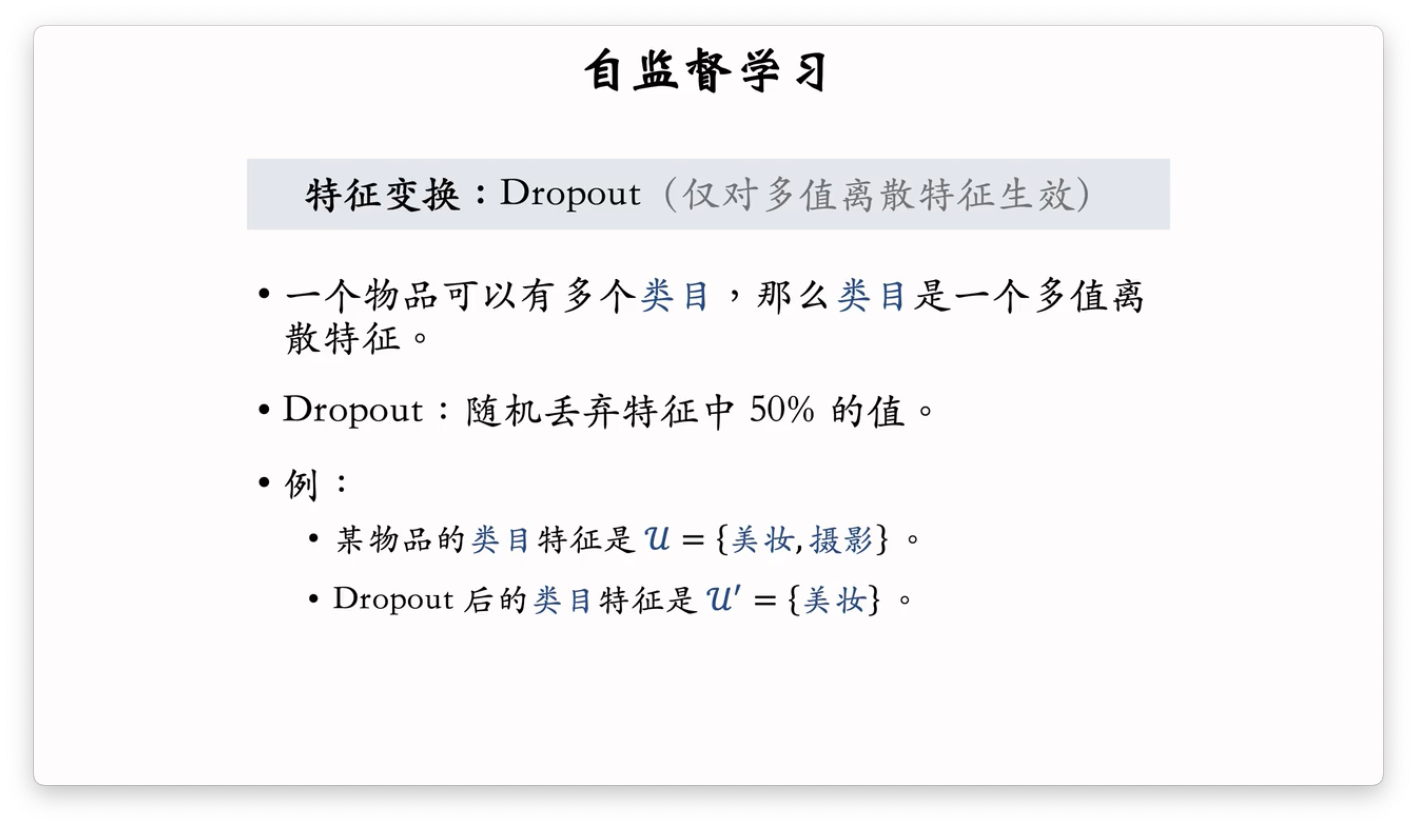 自监督学习
特征变换：Dropout（仅对多值离散特征生效）
• 一个物品可以有多个类目，那么类目是一个多值离
散特征。
• Dropout：随机丢弃特征中 50% 的值。
• 例：
• 某物品的类目特征是 𝒰 = {美妆, 摄影} 。
• Dropout 后的类目特征是 𝒰′ = {美妆} 。